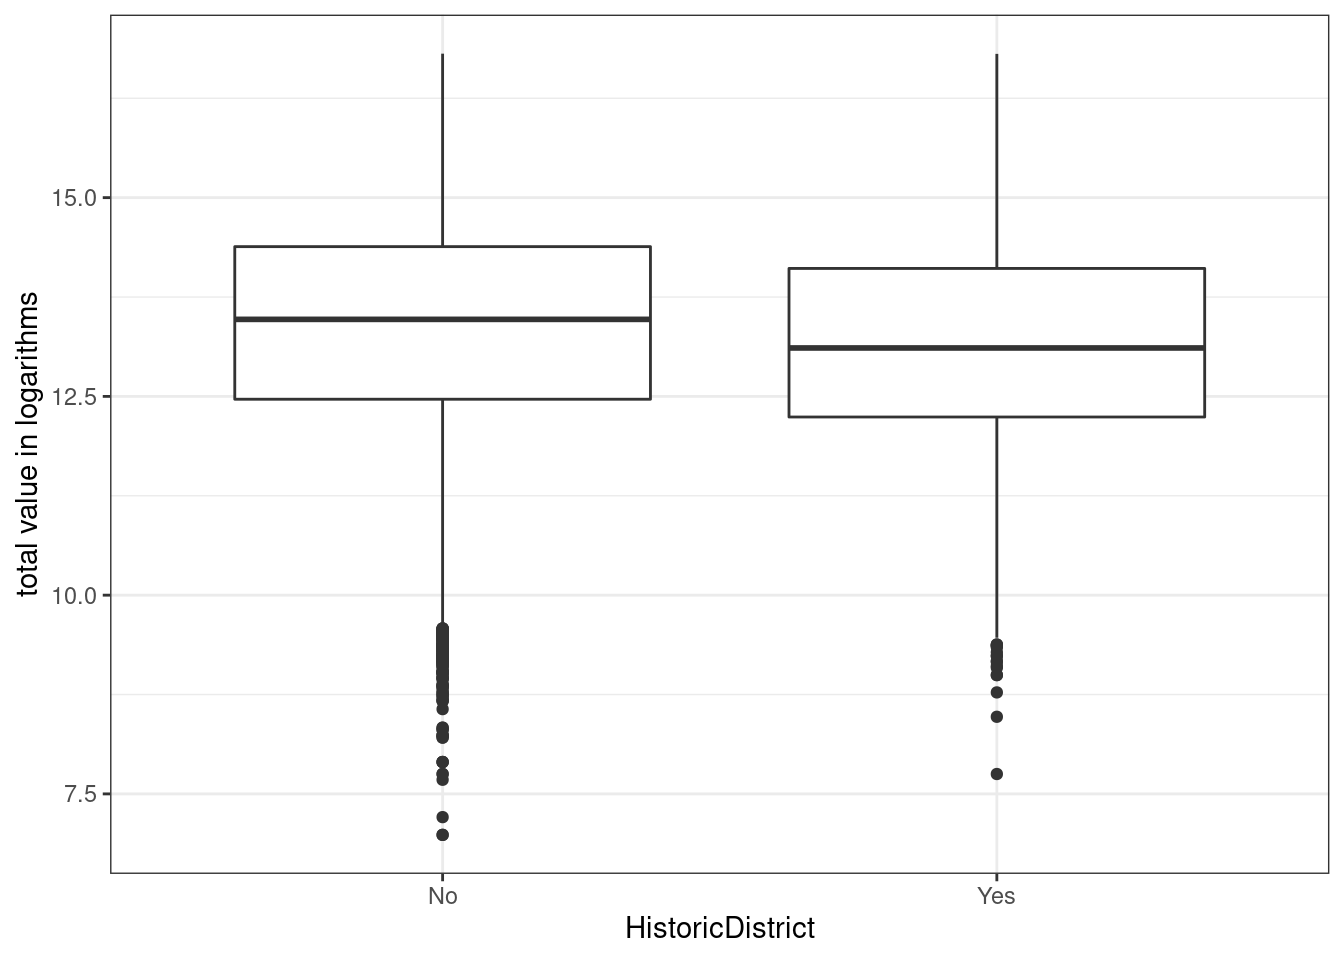 total value in logarithms
15.0
12.5
10.0
7.5
No
Yes
HistoricDistrict